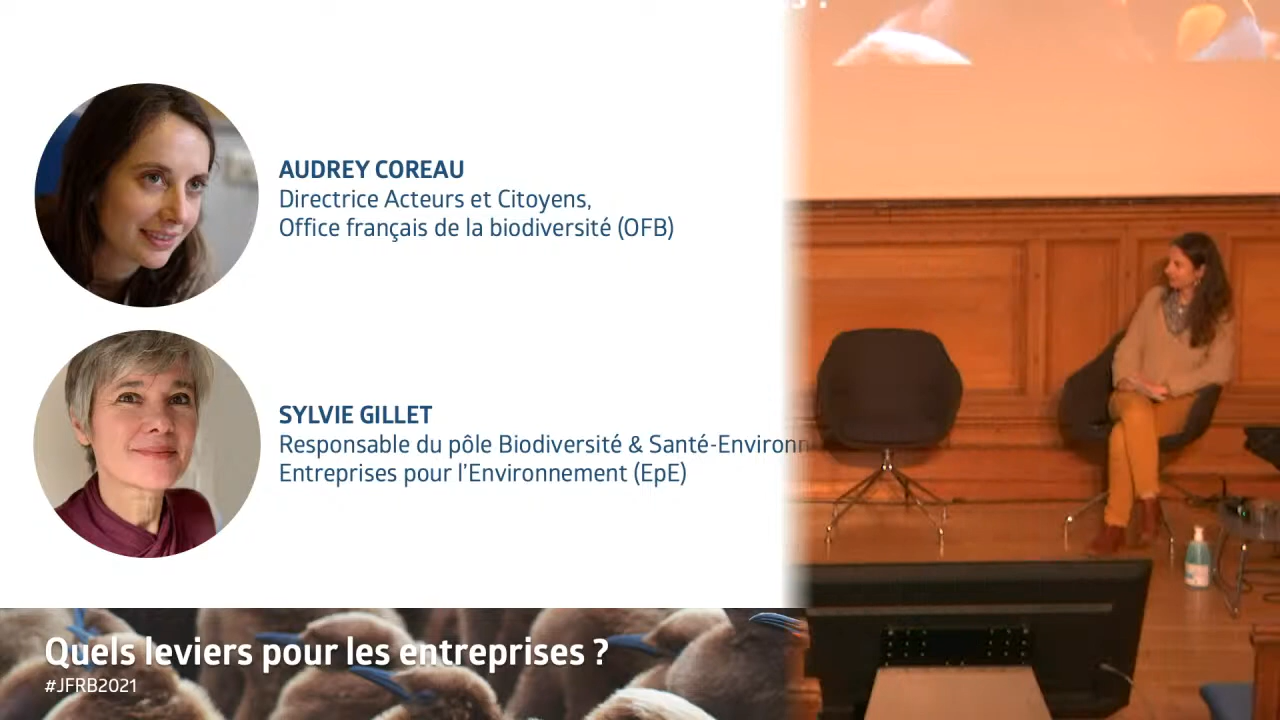 AUDREY COREAU
Directrice Acteurs et Citoyens,
Office français de la biodiversité (OFB)
SYLVIE GILLET
Responsable du pôle Biodiversité & Santé-Environn
Entreprises pour l'Environnement (EpE)
Quels leviers pour les entreprises ?
#JFRB2021